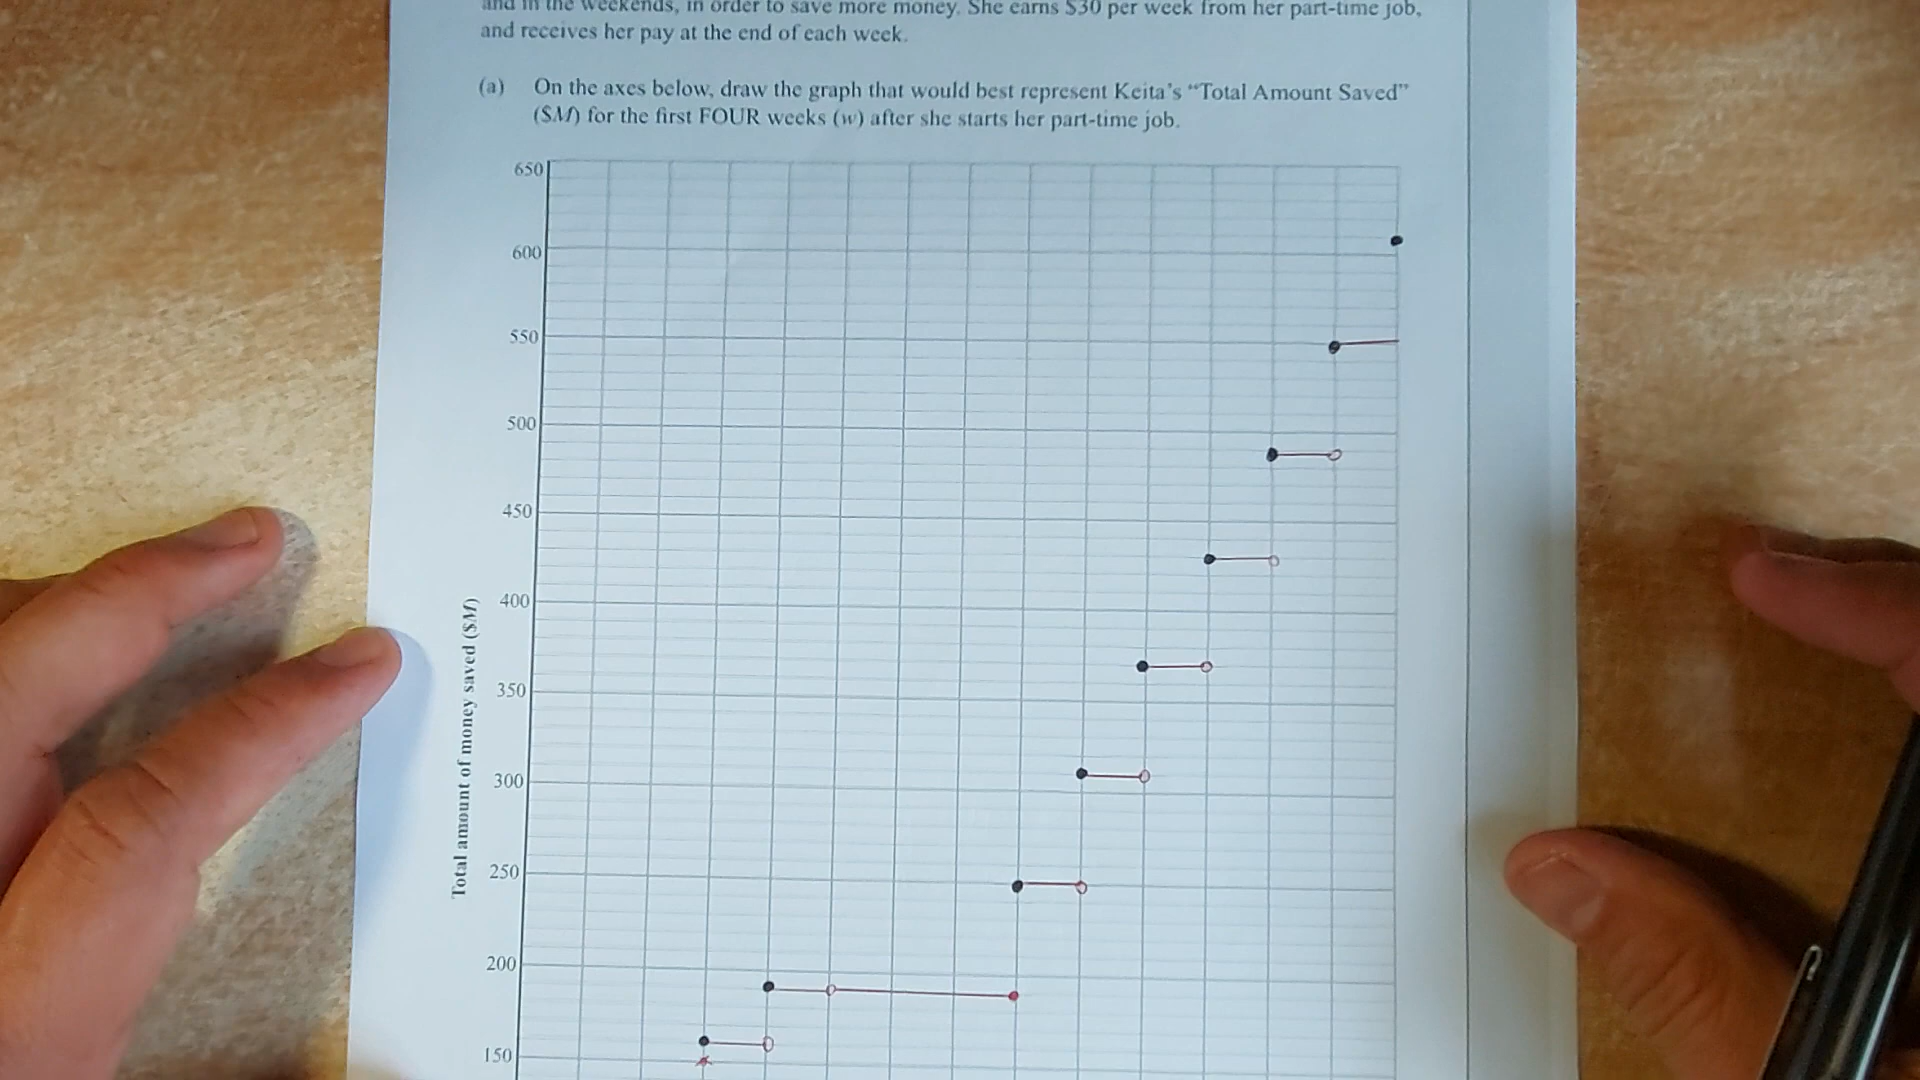 and in the weekends, in order to save more money. She earns $30 per week from her part-time job,
and receives her pay at the end of each week.
(a) On the axes below, draw the graph that would best represent Keita's “Total Amount Saved”
($M) for the first FOUR weeks (w) after she starts her part-time job.
650
600
550
500
450
400
350
300
250
200
150
Total amount of money saved ($M)